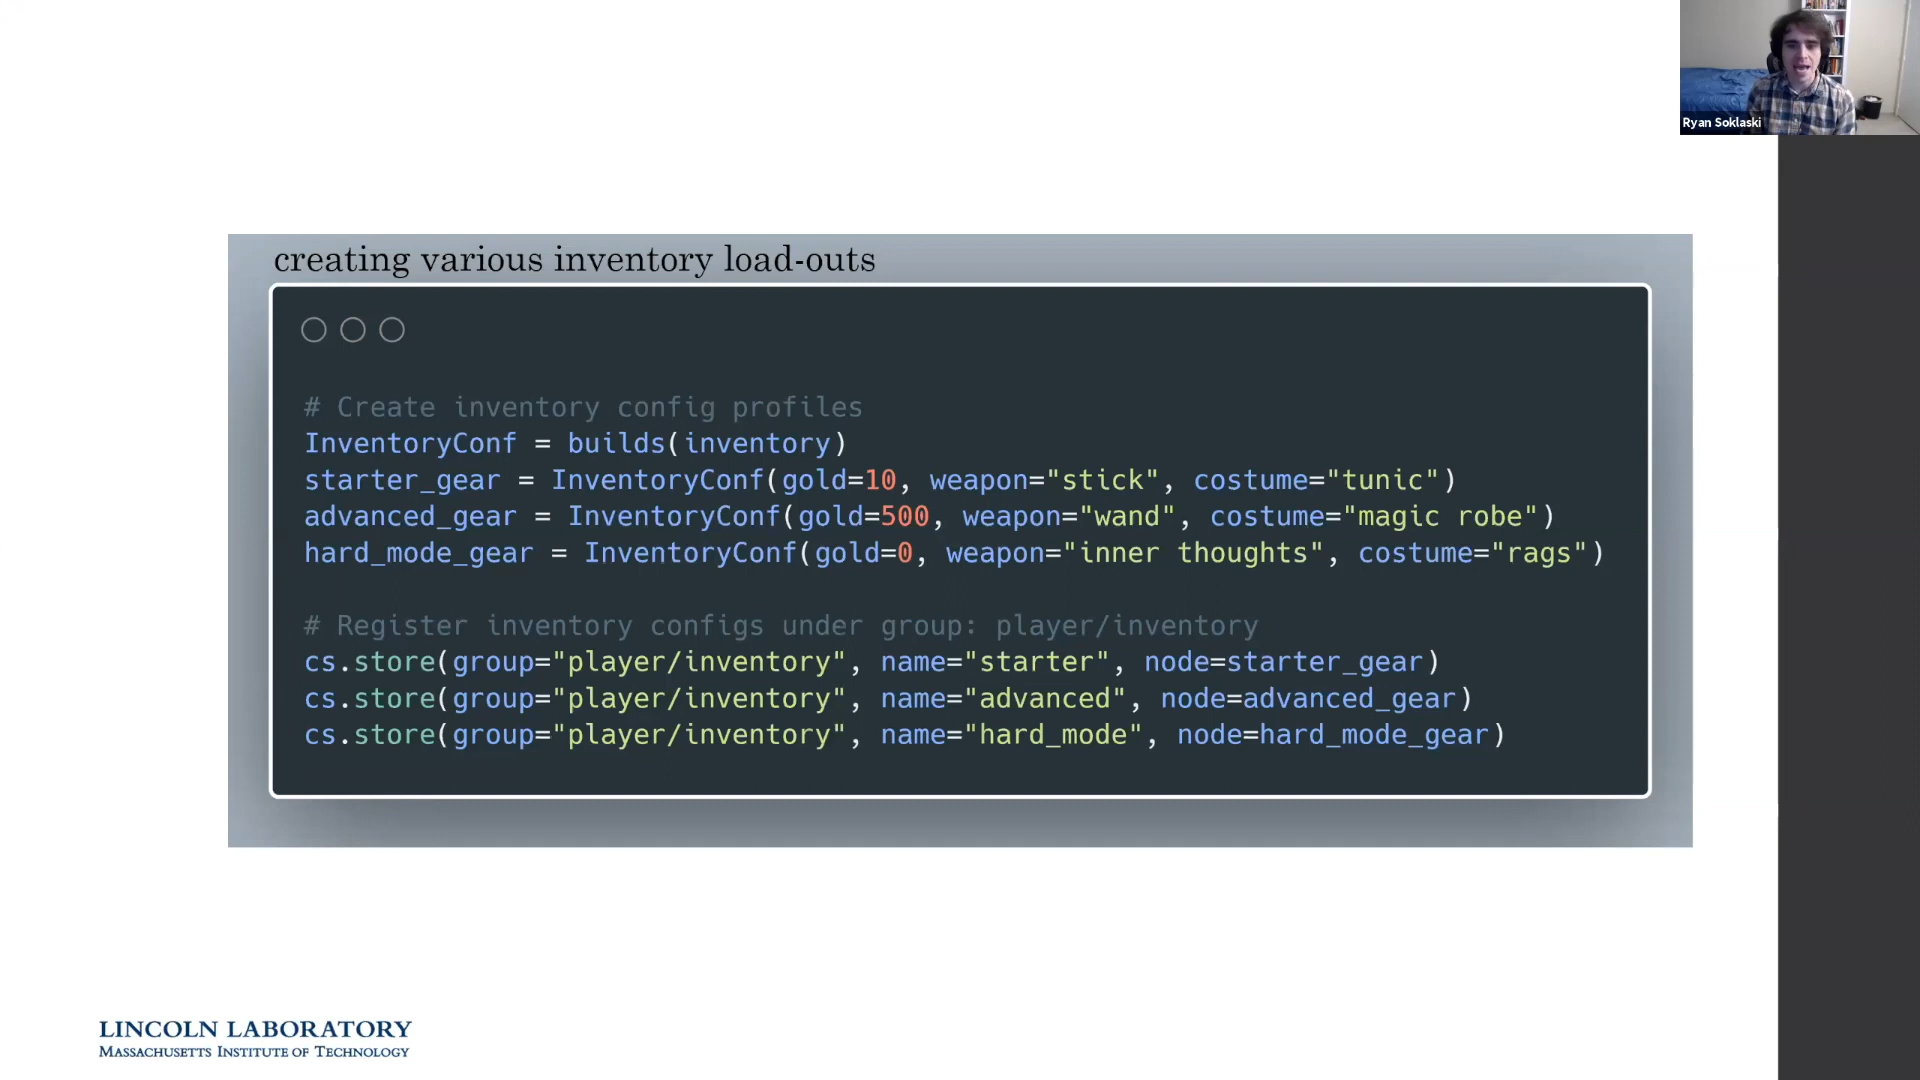 Ryan Soklaski
creating various inventory load-outs
# Create inventory config profiles
InventoryConf = builds(inventory)
starter_gear = InventoryConf(gold=10, weapon="stick", costume="tunic")
advanced_gear = InventoryConf(gold=500, weapon="wand", costume="magic robe")
hard_mode_gear = InventoryConf(gold=0, weapon="inner thoughts", costume="rags")
# Register inventory configs under group: player/inventory
cs.store(group="player/inventory", name="starter", node=starter_gear)
cs.store(group="player/inventory", name="advanced", node=advanced_gear)
cs.store(group="player/inventory", name="hard_mode", node=hard_mode_gear)
LINCOLN LABORATORY
MASSACHUSETTS INSTITUTE OF TECHNOLOGY